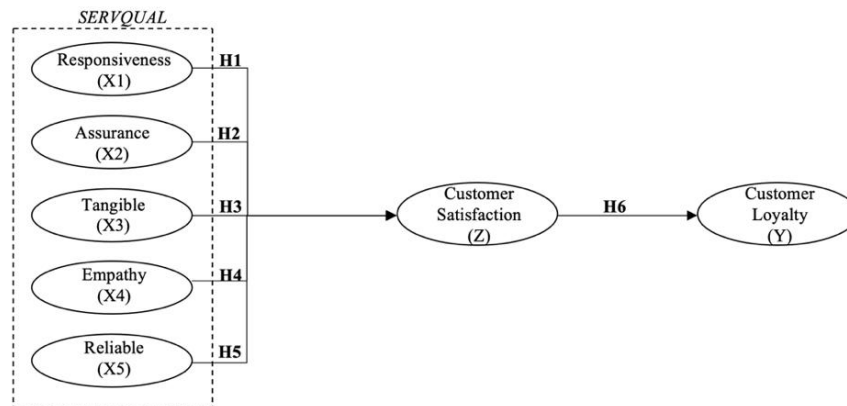 SERVQUAL
Responsiveness
(X1)
H1
Assurance
(X2)
H2
Tangible
(X3)
H3
Empathy
(X4)
H4
Reliable
(X5)
H5
Customer
Satisfaction
(Z)
H6
Customer
Loyalty
(Y)